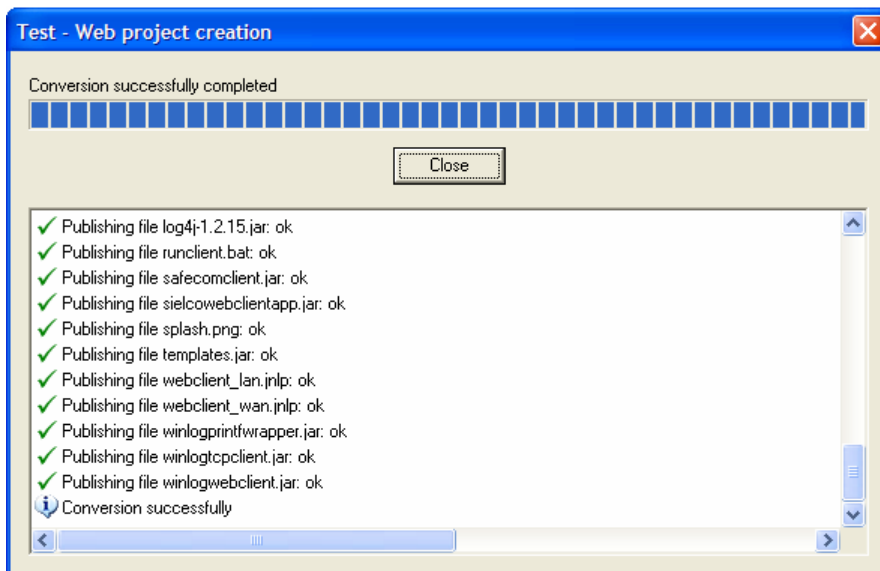 Test - Web project creation
Conversion successfully completed
Close
Publishing file log4j-1.2.15.jar: ok
Publishing file runclient.bat: ok
Publishing file safecomclient.jar: ok
Publishing file sielcowebclientapp.jar: ok
Publishing file splash.png: ok
Publishing file templates.jar: ok
Publishing file webclient_lan.jnlp: ok
Publishing file webclient_wan.jnlp: ok
Publishing file winlogprintfwrapper.jar: ok
Publishing file winlogtcpclient.jar: ok
Publishing file winlogwebclient.jar: ok
Conversion successfully